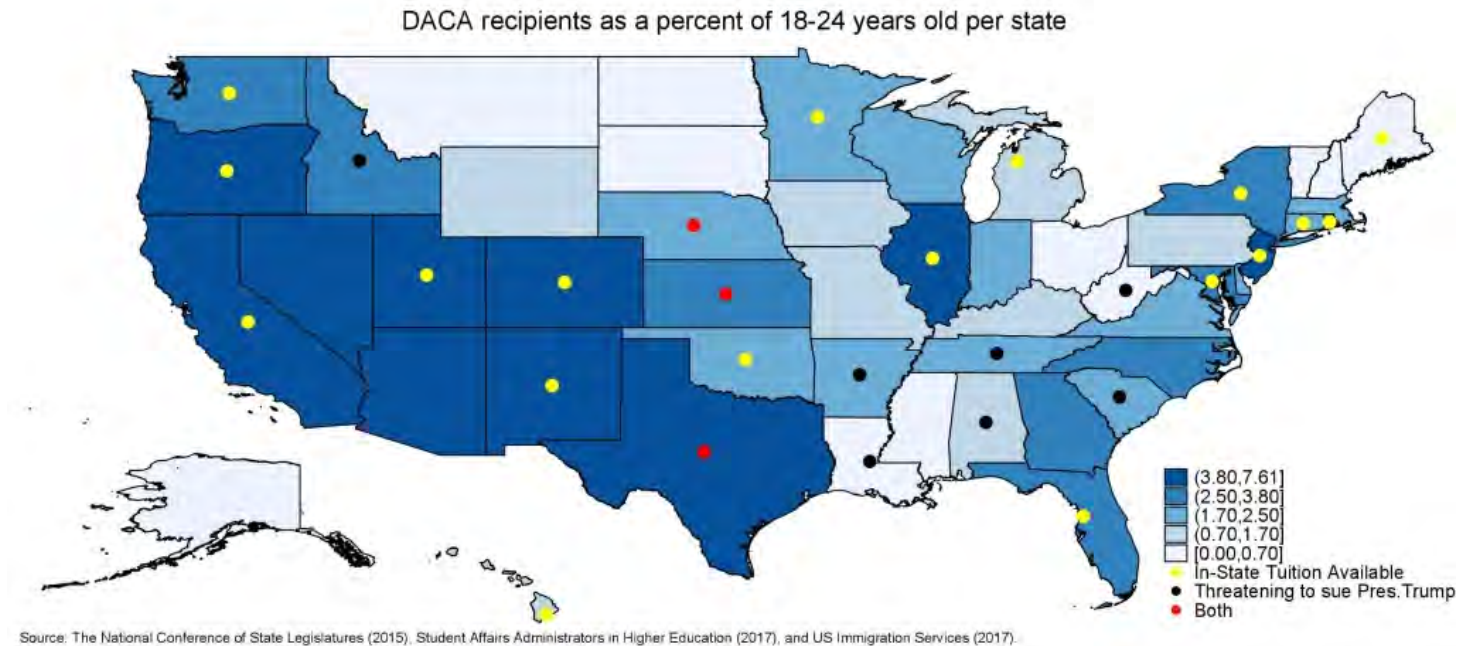 DACA recipients as a percent of 18-24 years old per state
(3.80,7.61]
(2.50,3.80]
(1.70,2.50]
(0.70,1.70]
[0.00,0.70]
In-State Tuition Available
Threatening to sue Pres.Trump
Both
Source: The National Conference of State Legislatures (2015), Student Affairs Administrators in Higher Education (2017), and US Immigration Services (2017).